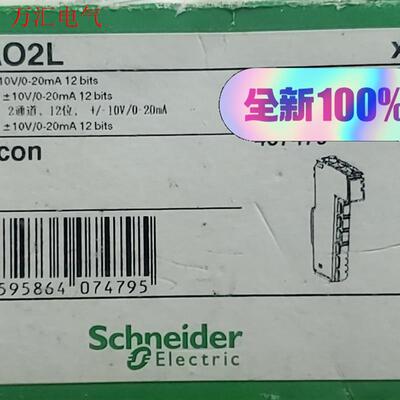 万汇电气
AO2L
10V/0-20mA 12 bits
±10V/0-20mA 12 bits
2通道, 12位, +/-10V/0-20mA
±10V/0-20mA 12 bits
全新100%
con
595864 074795
Schneider
Electric